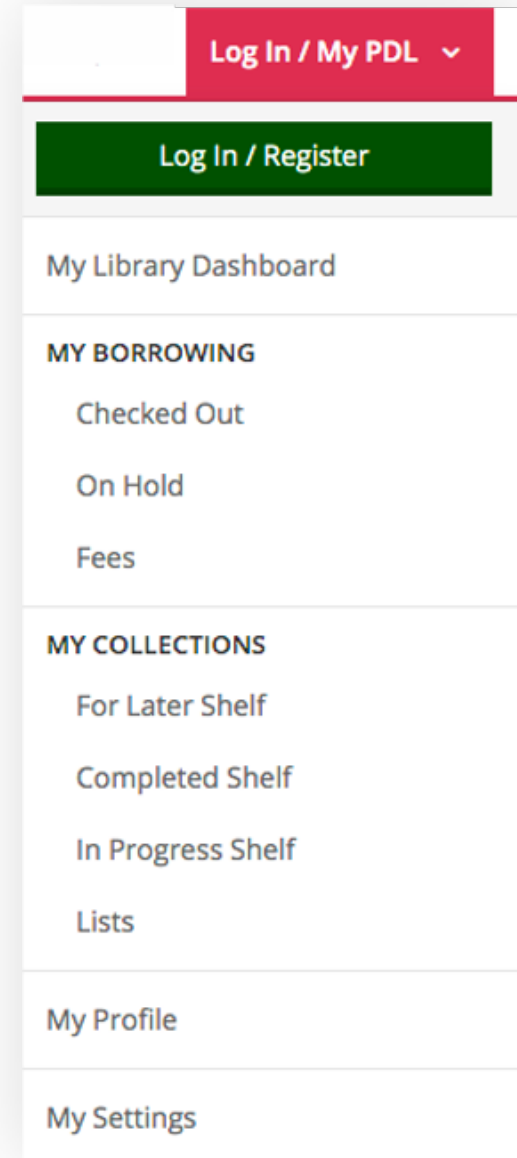 Log In / My PDL
Log In / Register
My Library Dashboard
MY BORROWING
Checked Out
On Hold
Fees
MY COLLECTIONS
For Later Shelf
Completed Shelf
In Progress Shelf
Lists
My Profile
My Settings